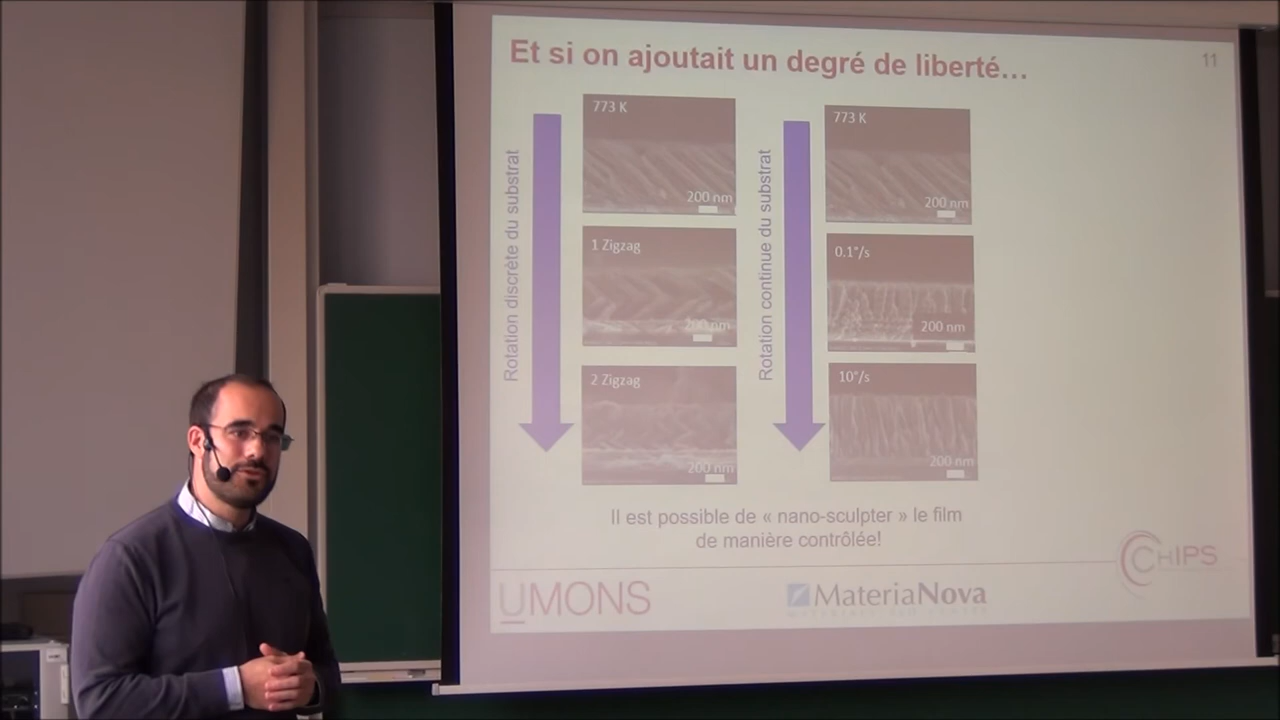 Et si on ajoutait un degré de liberté…
11
Rotation discrète du substrat
773 K
200 nm
1 Zigzag
200 nm
2 Zigzag
200 nm
Rotation continue du substrat
773 K
200 nm
0.1°/s
200 nm
10°/s
200 nm
Il est possible de « nano-sculpter » le film
de manière contrôlée!
UMONS
MateriaNova
CHIPS